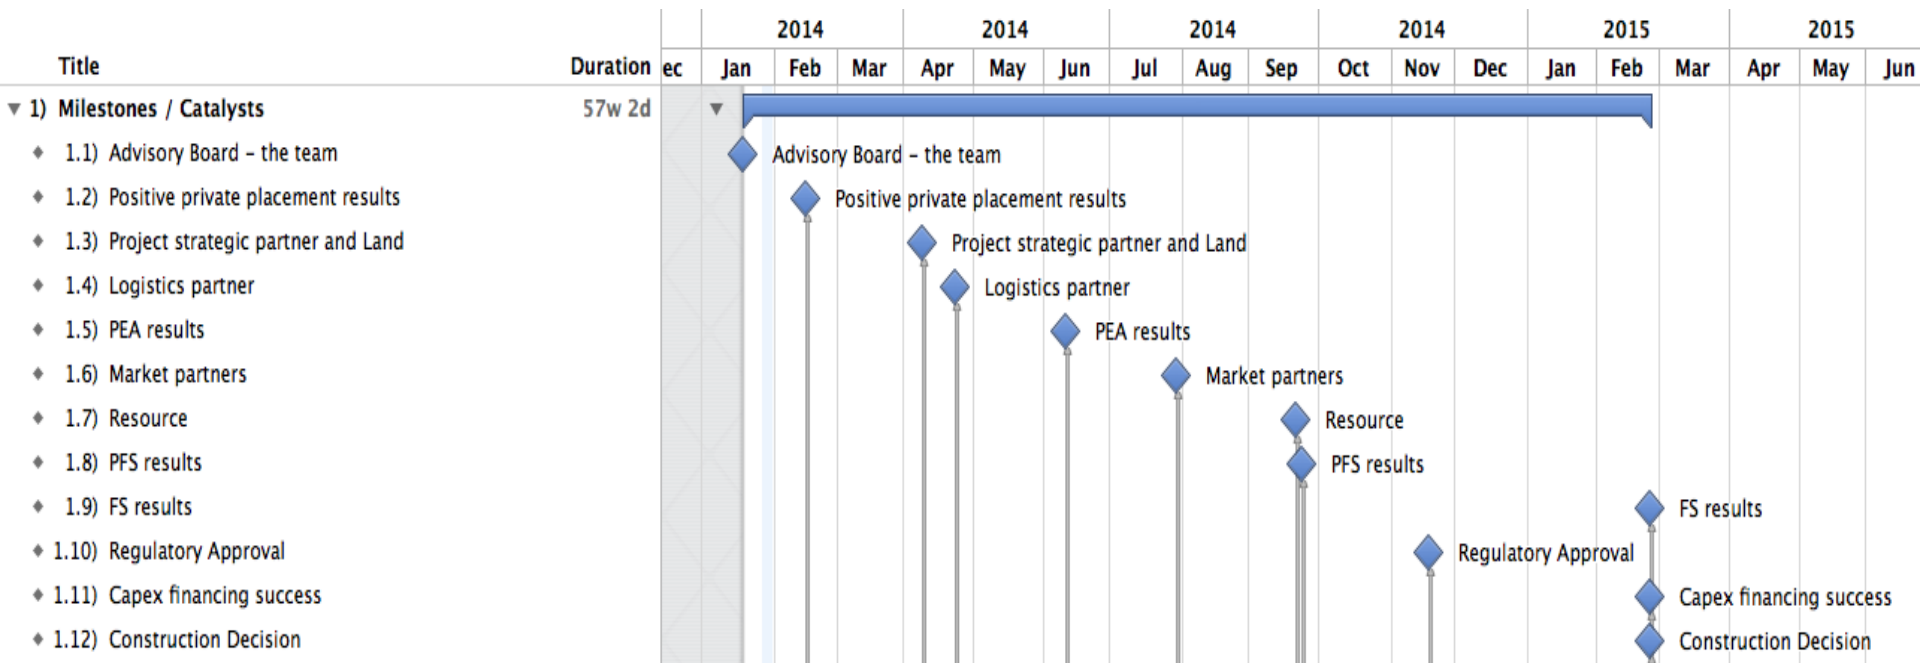 2014 2014 2014 2014 2015 2015
Title Duration ec Jan Feb Mar Apr May Jun Jul Aug Sep Oct Nov Dec Jan Feb Mar Apr May Jun
1) Milestones / Catalysts 57w 2d
1.1) Advisory Board – the team Advisory Board – the team
1.2) Positive private placement results Positive private placement results
1.3) Project strategic partner and Land Project strategic partner and Land
1.4) Logistics partner Logistics partner
1.5) PEA results PEA results
1.6) Market partners Market partners
1.7) Resource Resource
1.8) PFS results PFS results
1.9) FS results FS results
1.10) Regulatory Approval Regulatory Approval
1.11) Capex financing success Capex financing success
1.12) Construction Decision Construction Decision